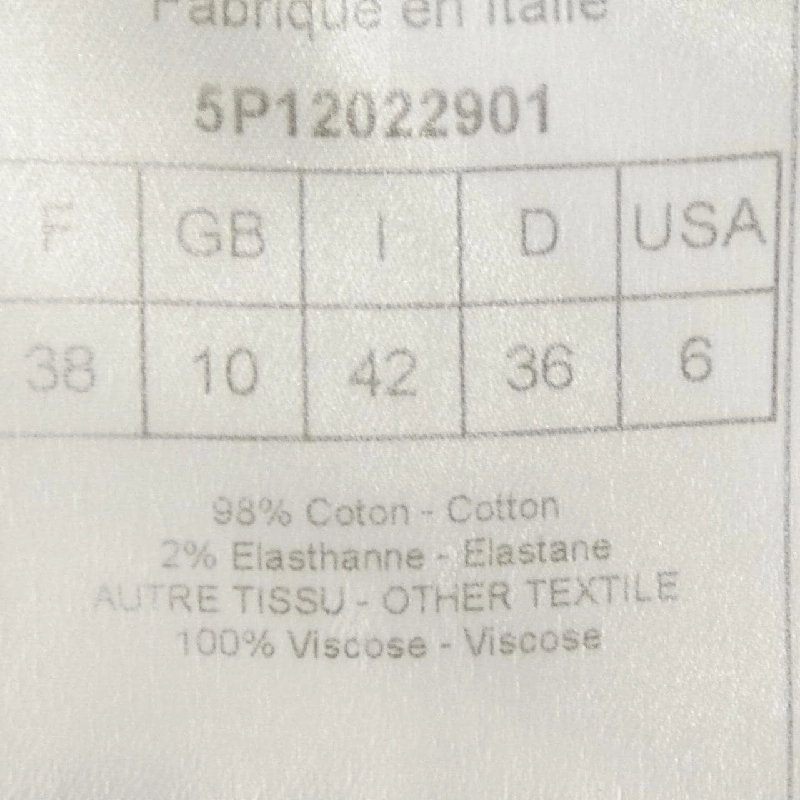 Fabriqué en Italie
5P12022901
F GB I D USA
38 10 42 36 6
98% Coton - Cotton
2% Elasthanne - Elastane
AUTRE TISSU - OTHER TEXTILE
100% Viscose - Viscose